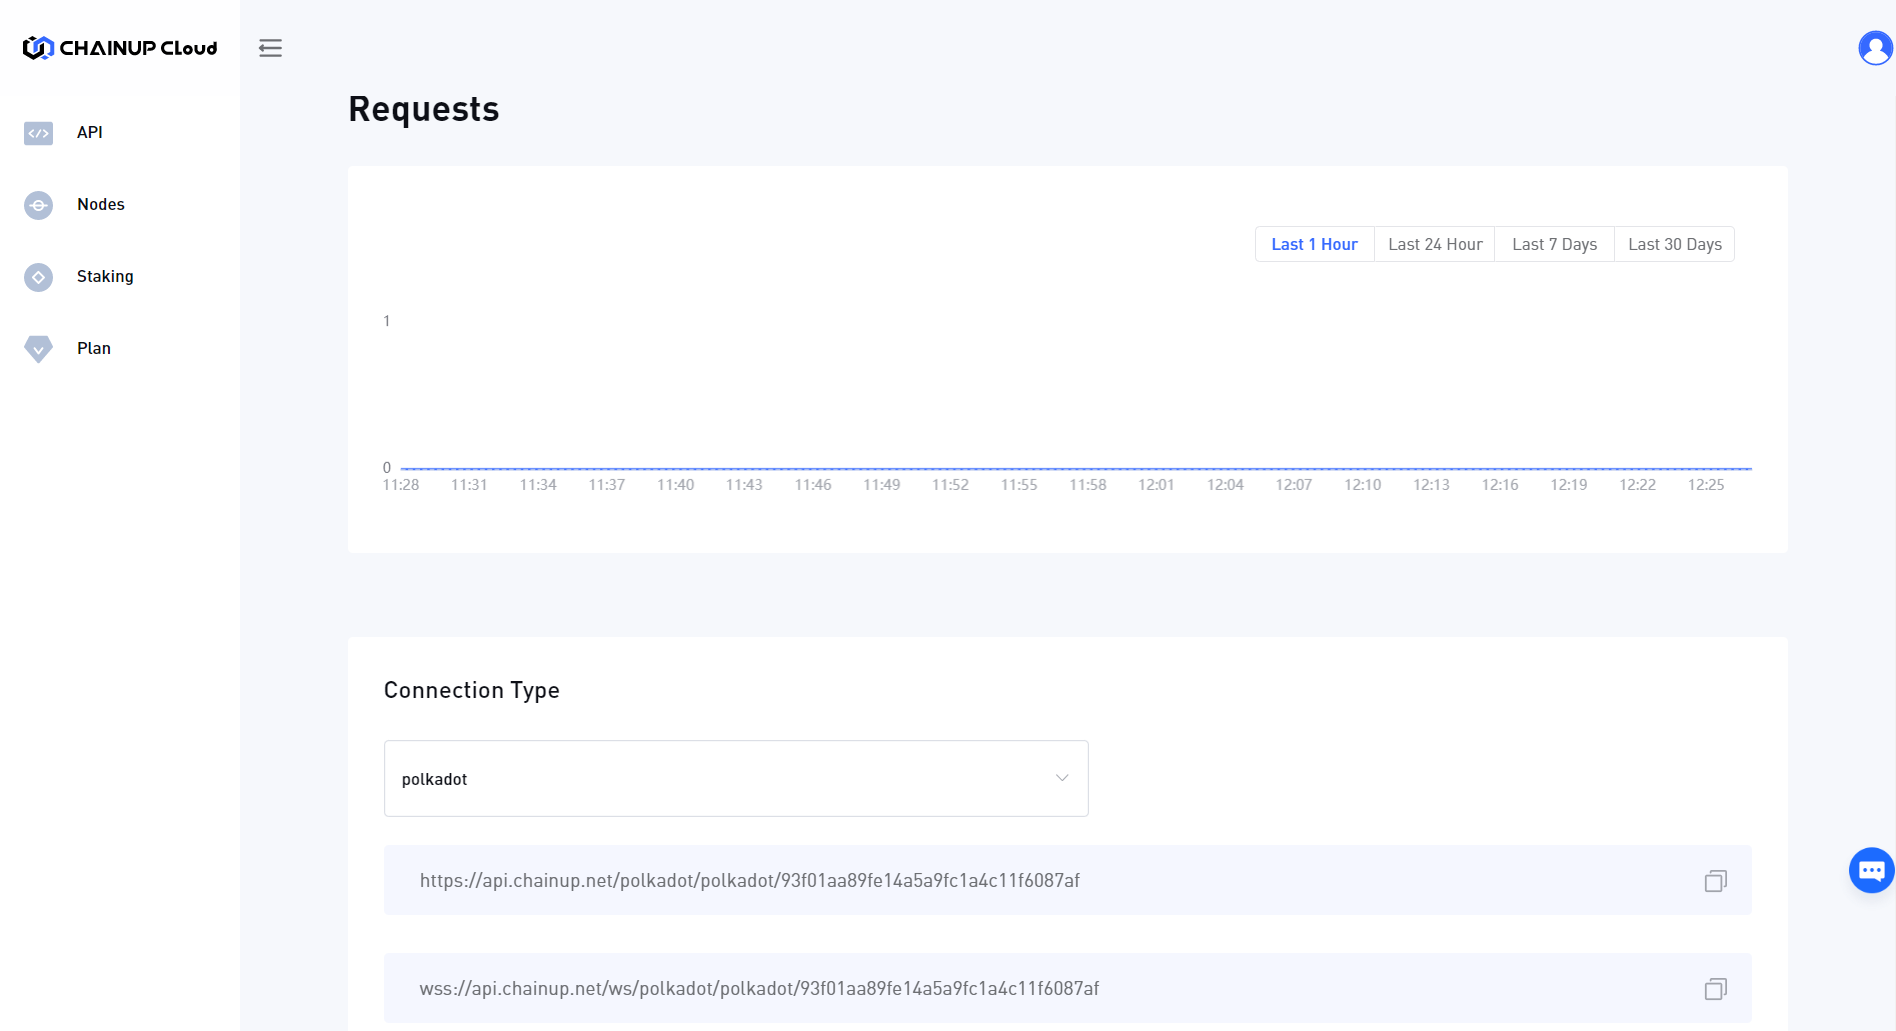 CHAINUP Cloud
API
Nodes
Staking
Plan
Requests
Last 1 Hour Last 24 Hour Last 7 Days Last 30 Days
1
0
11:28 11:31 11:34 11:37 11:40 11:43 11:46 11:49 11:52 11:55 11:58 12:01 12:04 12:07 12:10 12:13 12:16 12:19 12:22 12:25
Connection Type
polkadot
https://api.chainup.net/polkadot/polkadot/93f01aa89fe14a5a9fc1a4c11f6087af
wss://api.chainup.net/ws/polkadot/polkadot/93f01aa89fe14a5a9fc1a4c11f6087af